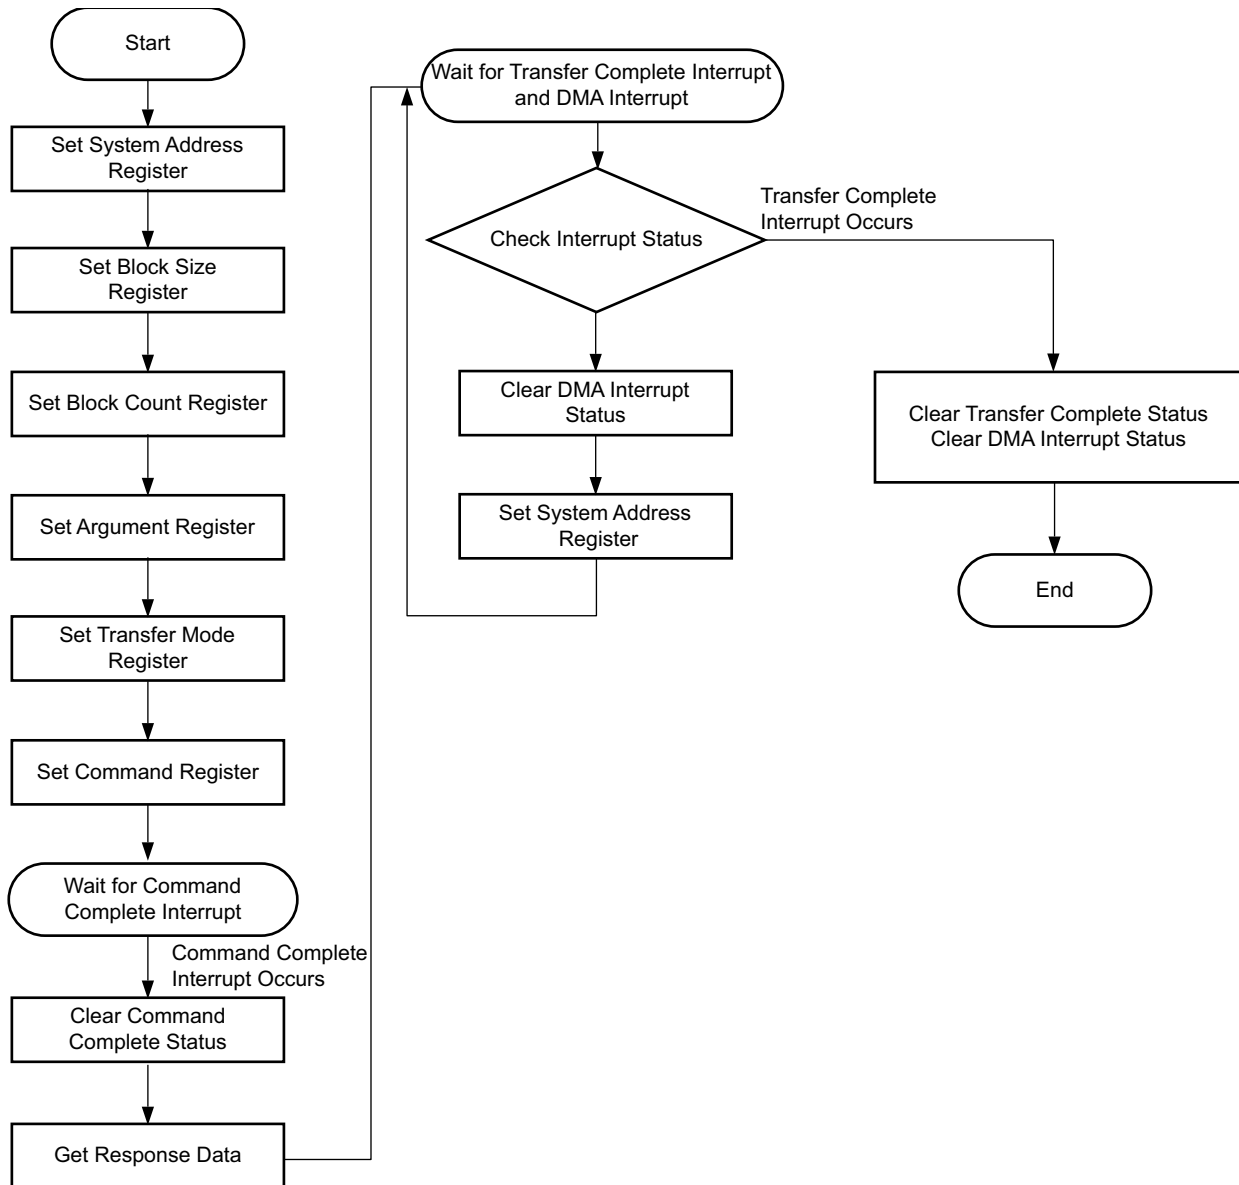 Start
Set System Address
Register
Set Block Size
Register
Set Block Count Register
Set Argument Register
Set Transfer Mode
Register
Set Command Register
Wait for Command
Complete Interrupt
Command Complete
Interrupt Occurs
Clear Command
Complete Status
Get Response Data
Wait for Transfer Complete Interrupt
and DMA Interrupt
Check Interrupt Status
Transfer Complete
Interrupt Occurs
Clear DMA Interrupt
Status
Set System Address
Register
Clear Transfer Complete Status
Clear DMA Interrupt Status
End